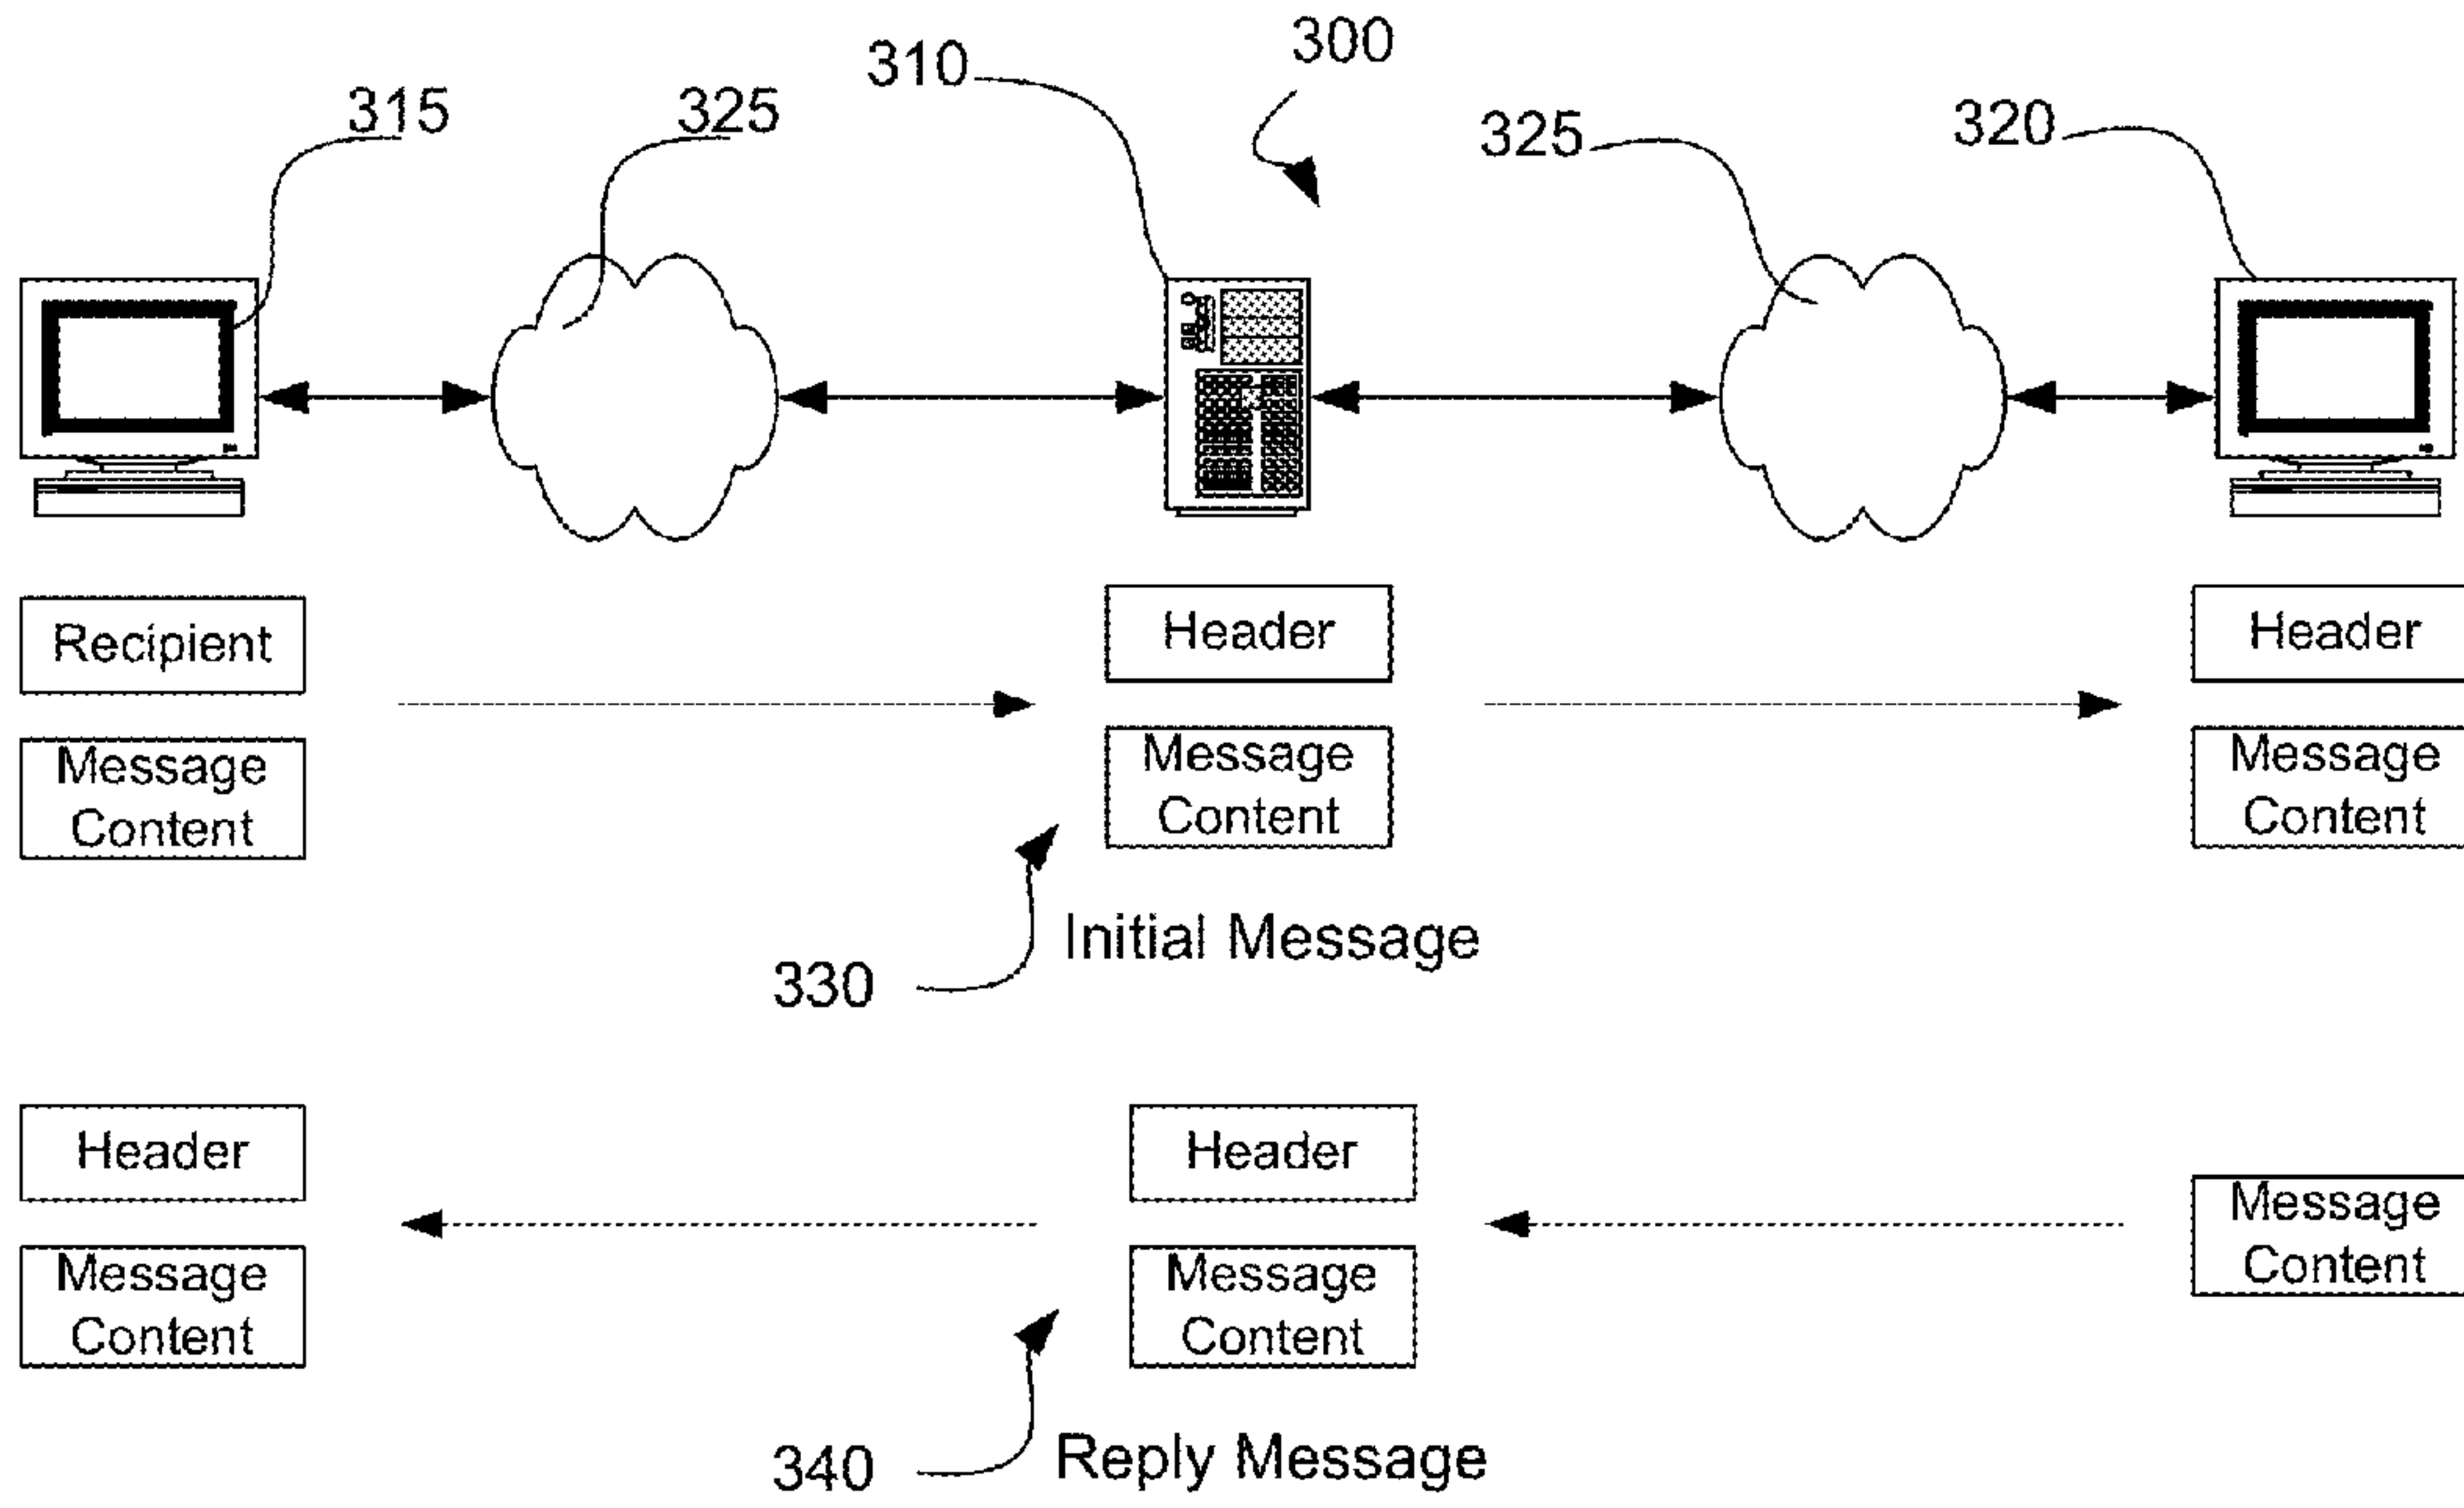 300
310
315
325
325
320
Recipient
Header
Header
Message
Content
Message
Content
Message
Content
Initial Message
330
Header
Header
Message
Content
Message
Content
Message
Content
Reply Message
340